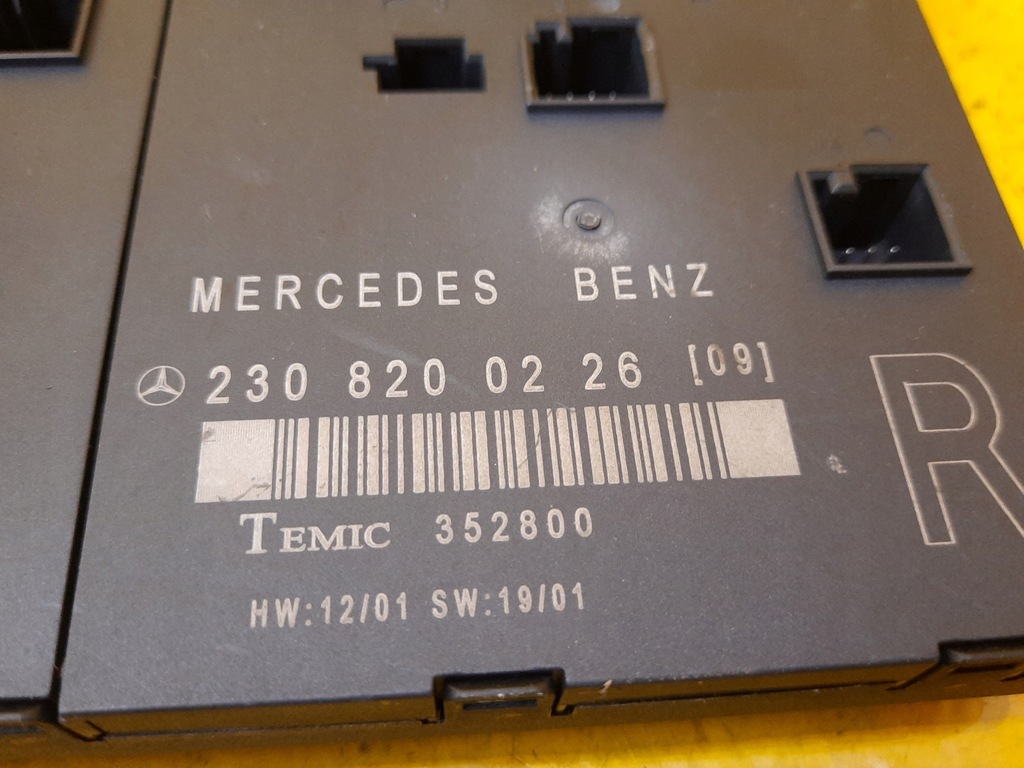 MERCEDES BENZ
230 820 02 26 [09]
TEMIC 352800
HW:12/01 SW:19/01
R